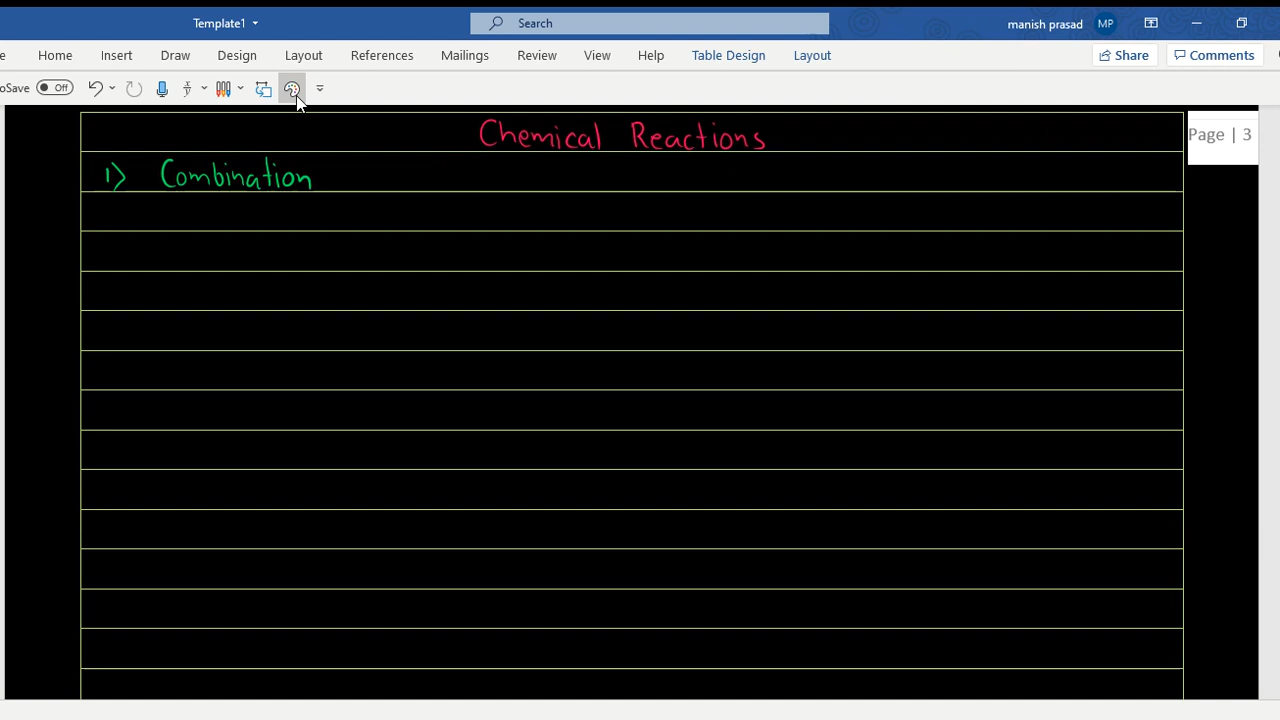 Template1
Search
manish prasad MP
Home Insert Draw Design Layout References Mailings Review View Help Table Design Layout Share Comments
oSave Off
Chemical Reactions
Page | 3
1) Combination